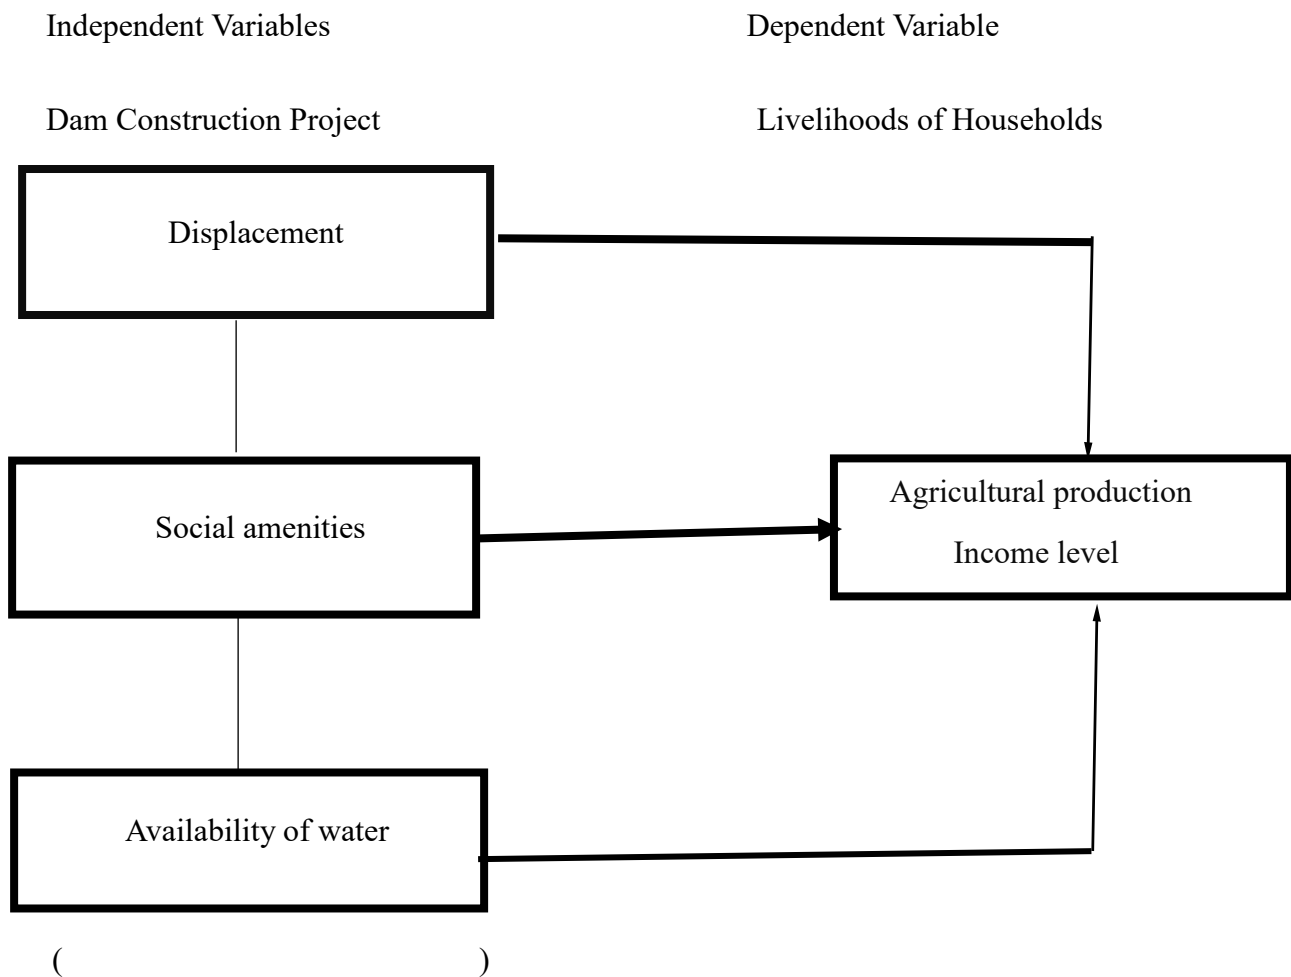 Independent Variables Dependent Variable
Dam Construction Project Livelihoods of Households
Displacement
Social amenities
Agricultural production
Income level
Availability of water
( )